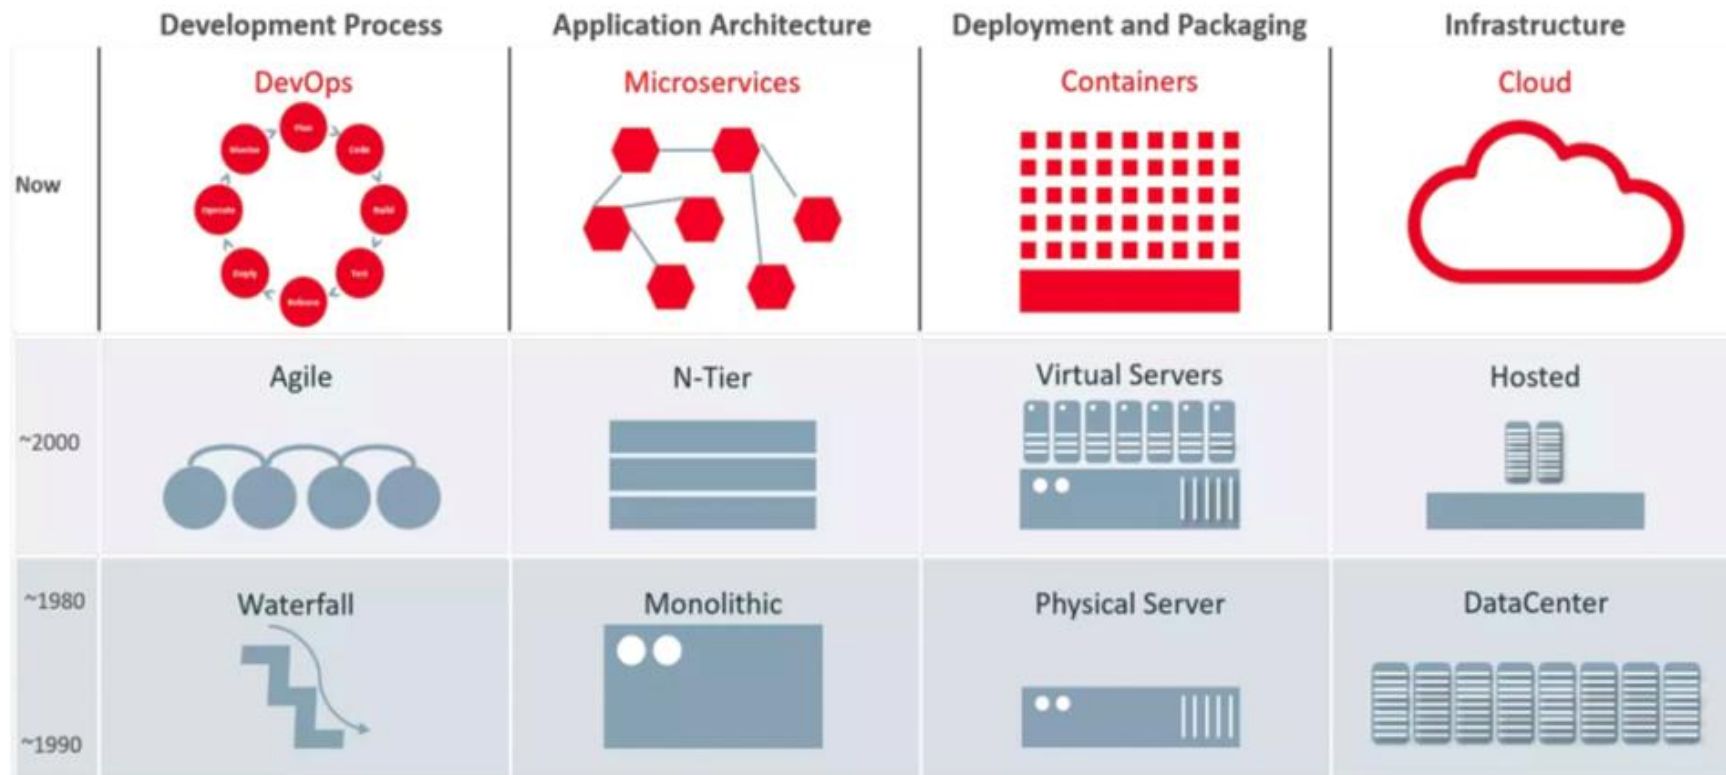 Development Process
Application Architecture
Deployment and Packaging
Infrastructure
Now
DevOps
Plan
Code
Build
Test
Release
Operate
Monitor
Microservices
Containers
Cloud
~2000
Agile
N-Tier
Virtual Servers
Hosted
~1980
Waterfall
Monolithic
Physical Server
DataCenter
~1990